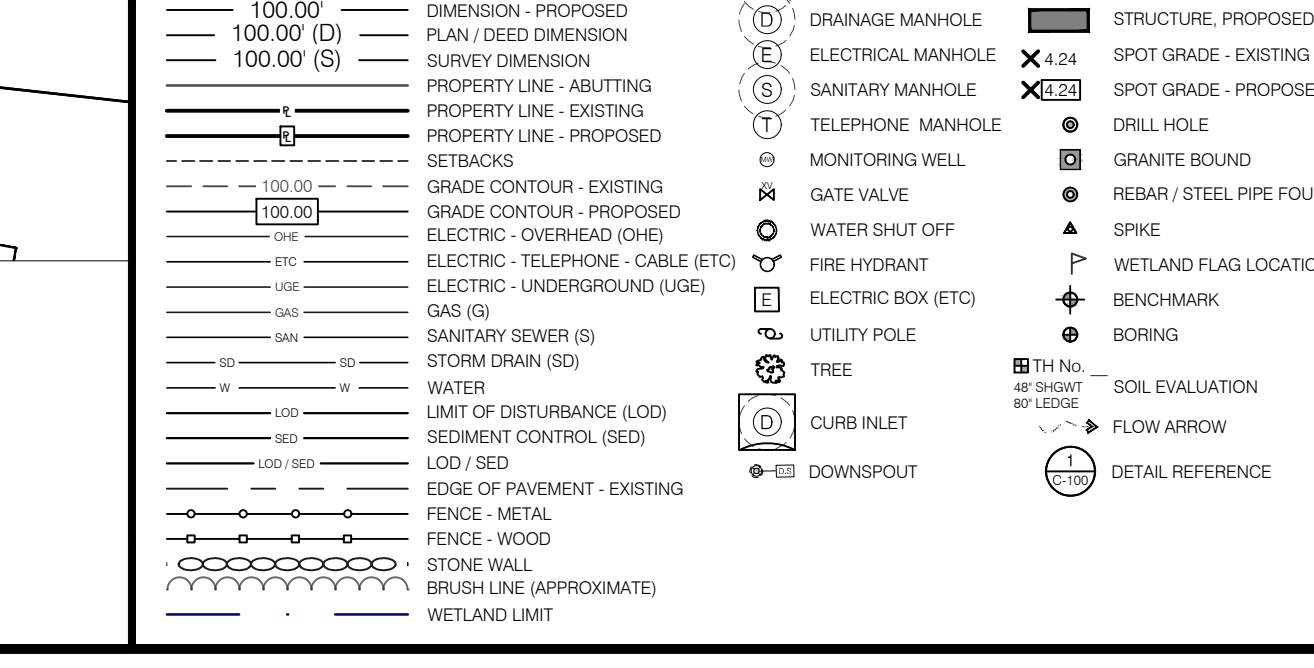 100.00' DIMENSION - PROPOSED
100.00' (D) PLAN / DEED DIMENSION
100.00' (S) SURVEY DIMENSION
PROPERTY LINE - ABUTTING
PL PROPERTY LINE - EXISTING
PL PROPERTY LINE - PROPOSED
SETBACKS
100.00 GRADE CONTOUR - EXISTING
100.00 GRADE CONTOUR - PROPOSED
OHE ELECTRIC - OVERHEAD (OHE)
ETC ELECTRIC - TELEPHONE - CABLE (ETC)
UGE ELECTRIC - UNDERGROUND (UGE)
GAS GAS (G)
SAN SANITARY SEWER (S)
SD SD STORM DRAIN (SD)
W W WATER
LOD LIMIT OF DISTURBANCE (LOD)
SED SEDIMENT CONTROL (SED)
LOD / SED LOD / SED
EDGE OF PAVEMENT - EXISTING
FENCE - METAL
FENCE - WOOD
STONE WALL
BRUSH LINE (APPROXIMATE)
WETLAND LIMIT
D DRAINAGE MANHOLE
E ELECTRICAL MANHOLE
S SANITARY MANHOLE
T TELEPHONE MANHOLE
MW MONITORING WELL
XV GATE VALVE
WATER SHUT OFF
FIRE HYDRANT
E ELECTRIC BOX (ETC)
UTILITY POLE
TREE
D CURB INLET
D.S DOWNSPOUT
STRUCTURE, PROPOSED
4.24 SPOT GRADE - EXISTING
4.24 SPOT GRADE - PROPOSE
DRILL HOLE
GRANITE BOUND
REBAR / STEEL PIPE FOU
SPIKE
WETLAND FLAG LOCATIO
BENCHMARK
BORING
TH No. __
48" SHGWT
80" LEDGE
SOIL EVALUATION
FLOW ARROW
1
C-100
DETAIL REFERENCE